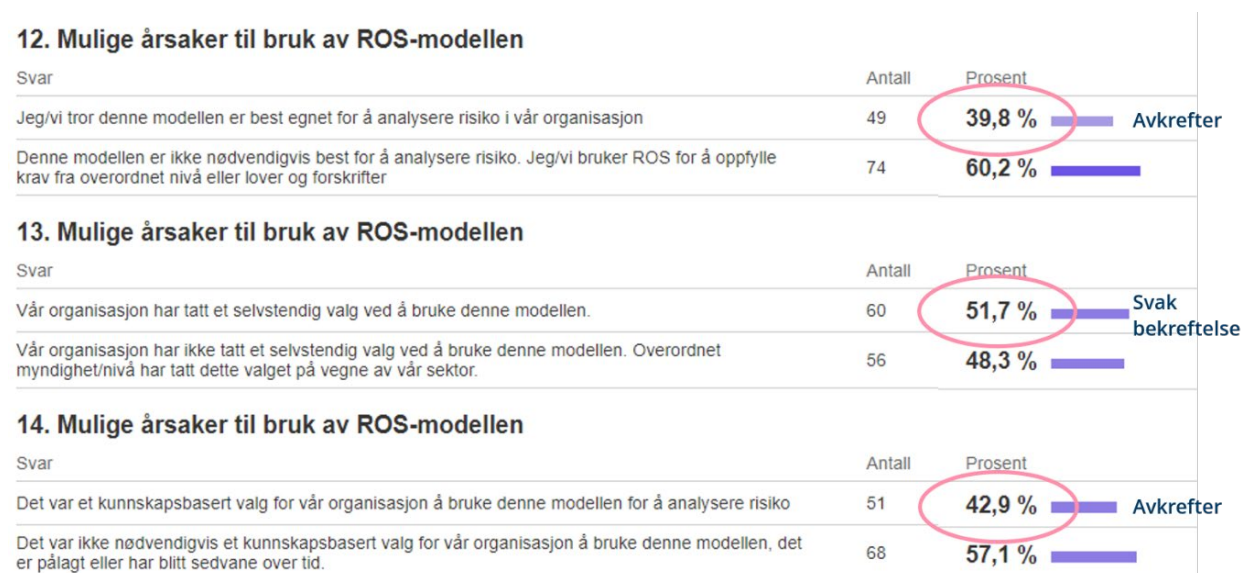 12. Mulige årsaker til bruk av ROS-modellen
Svar Antall Prosent
Jeg/vi tror denne modellen er best egnet for å analysere risiko i vår organisasjon 49 39,8 % Avkrefter
Denne modellen er ikke nødvendigvis best for å analysere risiko. Jeg/vi bruker ROS for å oppfylle
krav fra overordnet nivå eller lover og forskrifter 74 60,2 %
13. Mulige årsaker til bruk av ROS-modellen
Svar Antall Prosent
Vår organisasjon har tatt et selvstendig valg ved å bruke denne modellen. 60 51,7 % Svak
bekreftelse
Vår organisasjon har ikke tatt et selvstendig valg ved å bruke denne modellen. Overordnet
myndighet/nivå har tatt dette valget på vegne av vår sektor. 56 48,3 %
14. Mulige årsaker til bruk av ROS-modellen
Svar Antall Prosent
Det var et kunnskapsbasert valg for vår organisasjon å bruke denne modellen for å analysere risiko 51 42,9 % Avkrefter
Det var ikke nødvendigvis et kunnskapsbasert valg for vår organisasjon å bruke denne modellen, det
er pålagt eller har blitt sedvane over tid. 68 57,1 %